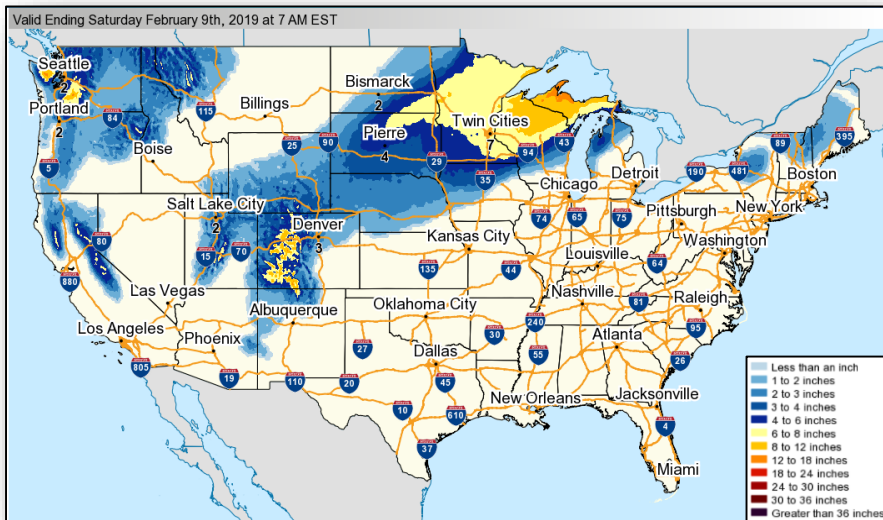 Valid Ending Saturday February 9th, 2019 at 7 AM EST
Seattle
2
Portland
2
84
115
Billings
Bismarck
2
Twin Cities
7
Pierre
4
Boise
5
25
90
29
94
43
35
89
395
190
481
Boston
Detroit
Chicago
New York
Pittsburgh
Salt Lake City
2
Denver
3
80
15
70
74
65
75
Kansas City
Washington
135
44
Louisville
64
880
Las Vegas
Albuquerque
Oklahoma City
Nashville
81
Raleigh
95
Los Angeles
Phoenix
27
30
240
Atlanta
26
805
19
110
20
Dallas
45
55
10
610
New Orleans
Jacksonville
4
37
Miami
Less than an inch
1 to 2 inches
2 to 3 inches
3 to 4 inches
4 to 6 inches
6 to 8 inches
8 to 12 inches
12 to 18 inches
18 to 24 inches
24 to 30 inches
30 to 36 inches
Greater than 36 inches